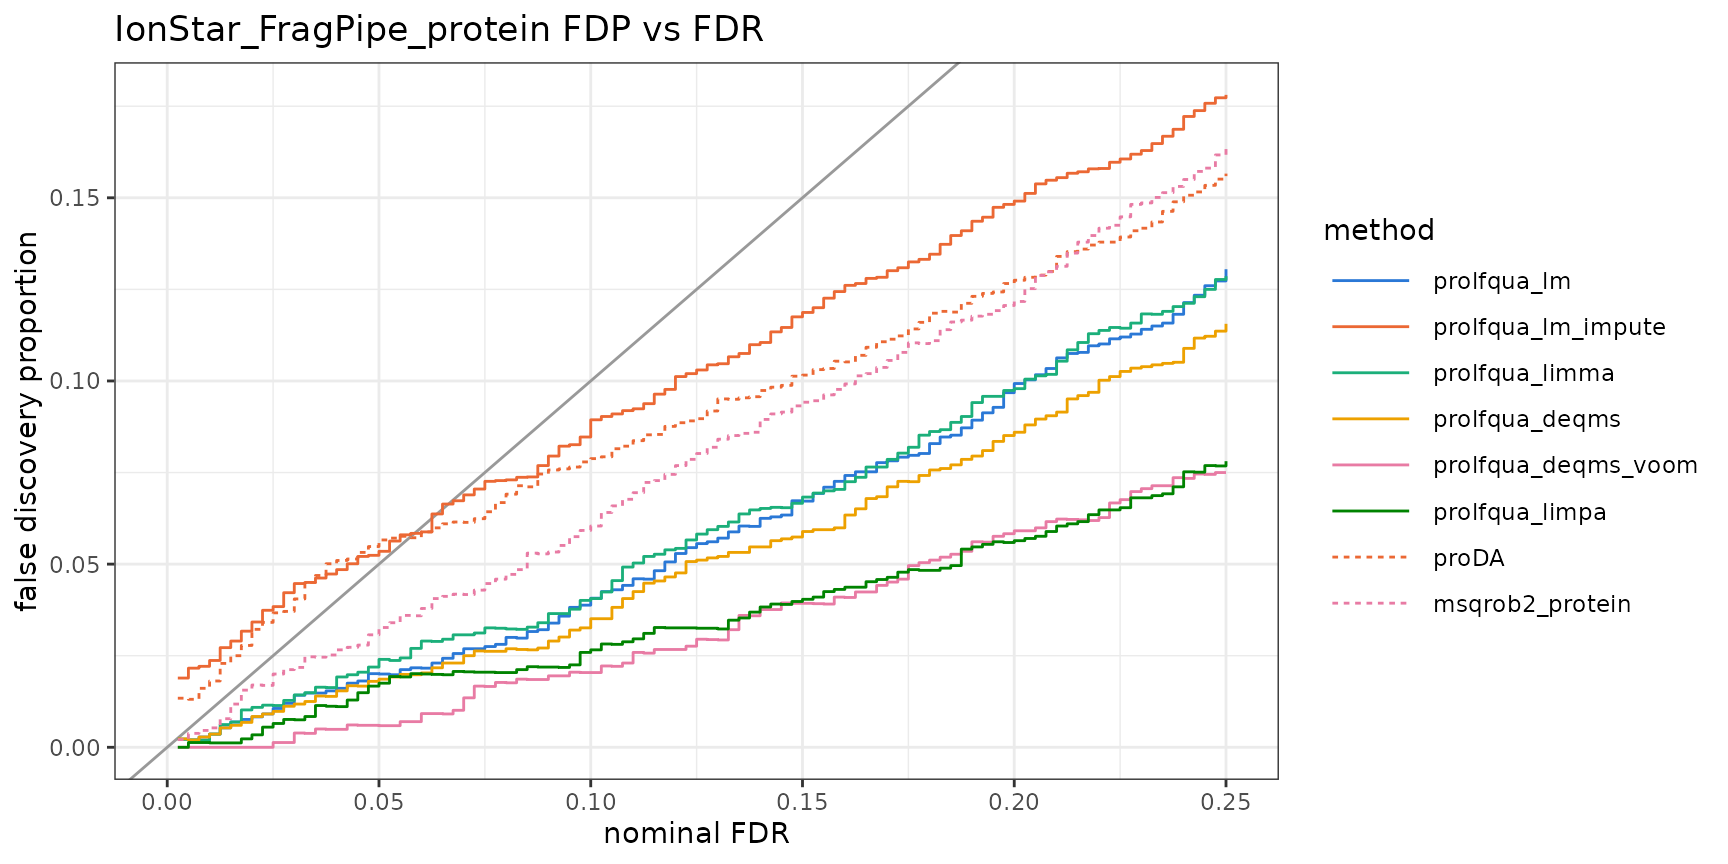 IonStar_FragPipe_protein FDP vs FDR
false discovery proportion
0.15
0.10
0.05
0.00
0.00 0.05 0.10 0.15 0.20 0.25
nominal FDR
method
prolfqua_lm
prolfqua_lm_impute
prolfqua_limma
prolfqua_deqms
prolfqua_deqms_voom
prolfqua_limpa
proDA
msqrob2_protein